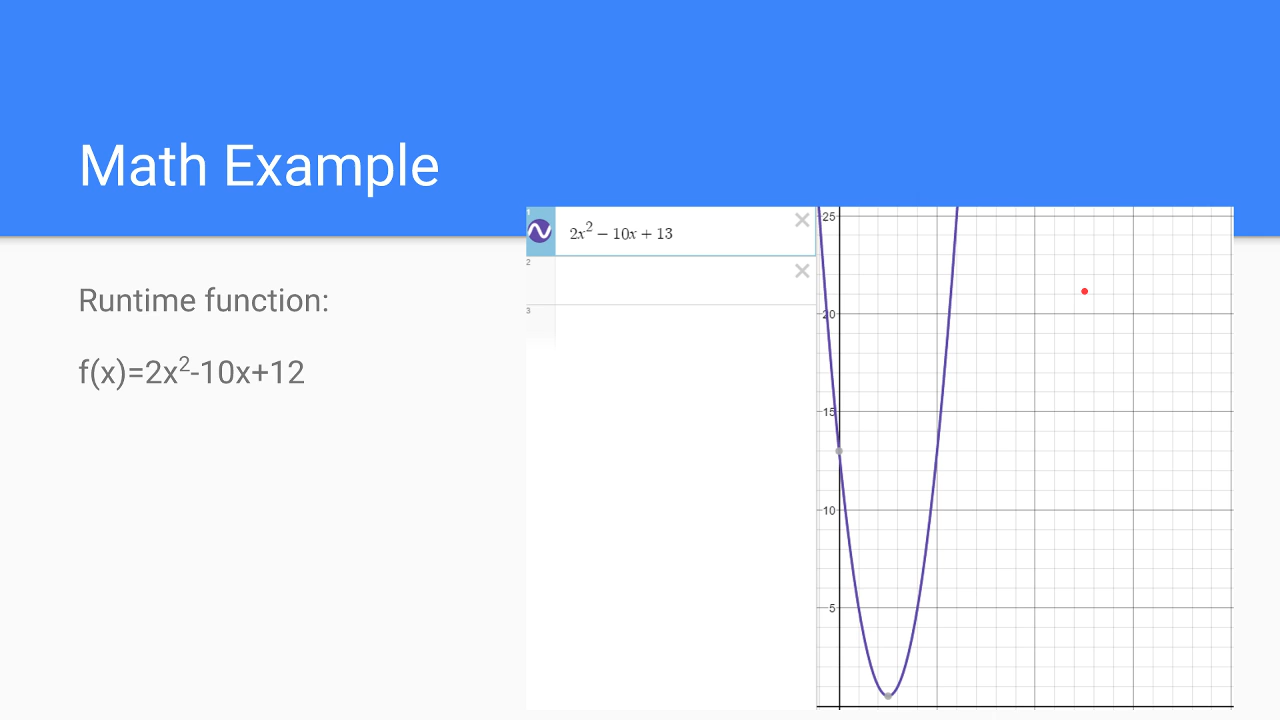 Math Example
Runtime function:
f(x)=2x²-10x+12
1
2x² − 10x + 13
2
3
25
20
15
10
5